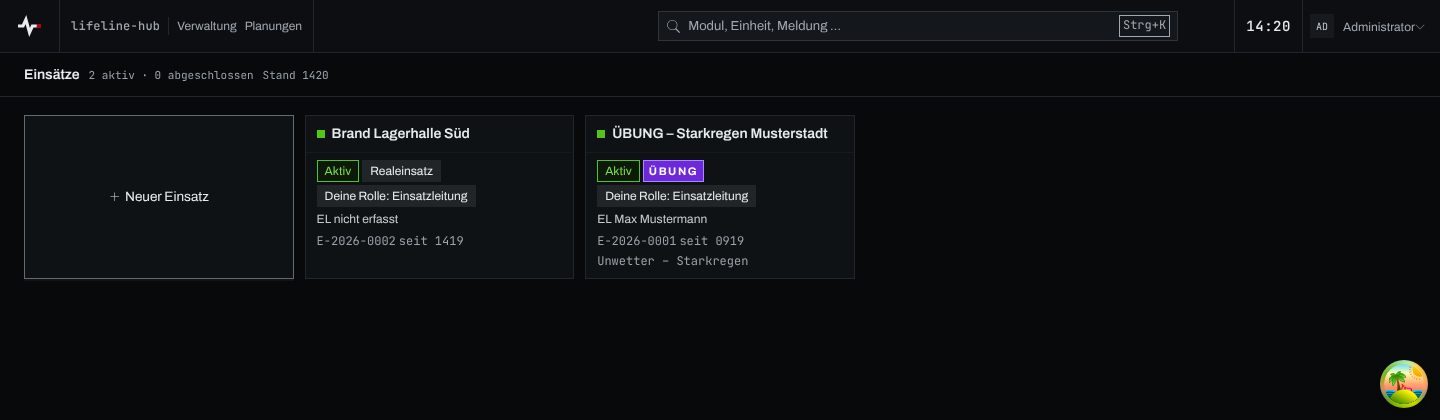 lifeline-hub Verwaltung Planungen Modul, Einheit, Meldung ... Strg+K 14:20 AD Administrator
Einsätze 2 aktiv · 0 abgeschlossen Stand 1420
+ Neuer Einsatz
Brand Lagerhalle Süd
Aktiv Realeinsatz
Deine Rolle: Einsatzleitung
EL nicht erfasst
E-2026-0002 seit 1419
ÜBUNG – Starkregen Musterstadt
Aktiv ÜBUNG
Deine Rolle: Einsatzleitung
EL Max Mustermann
E-2026-0001 seit 0919
Unwetter – Starkregen